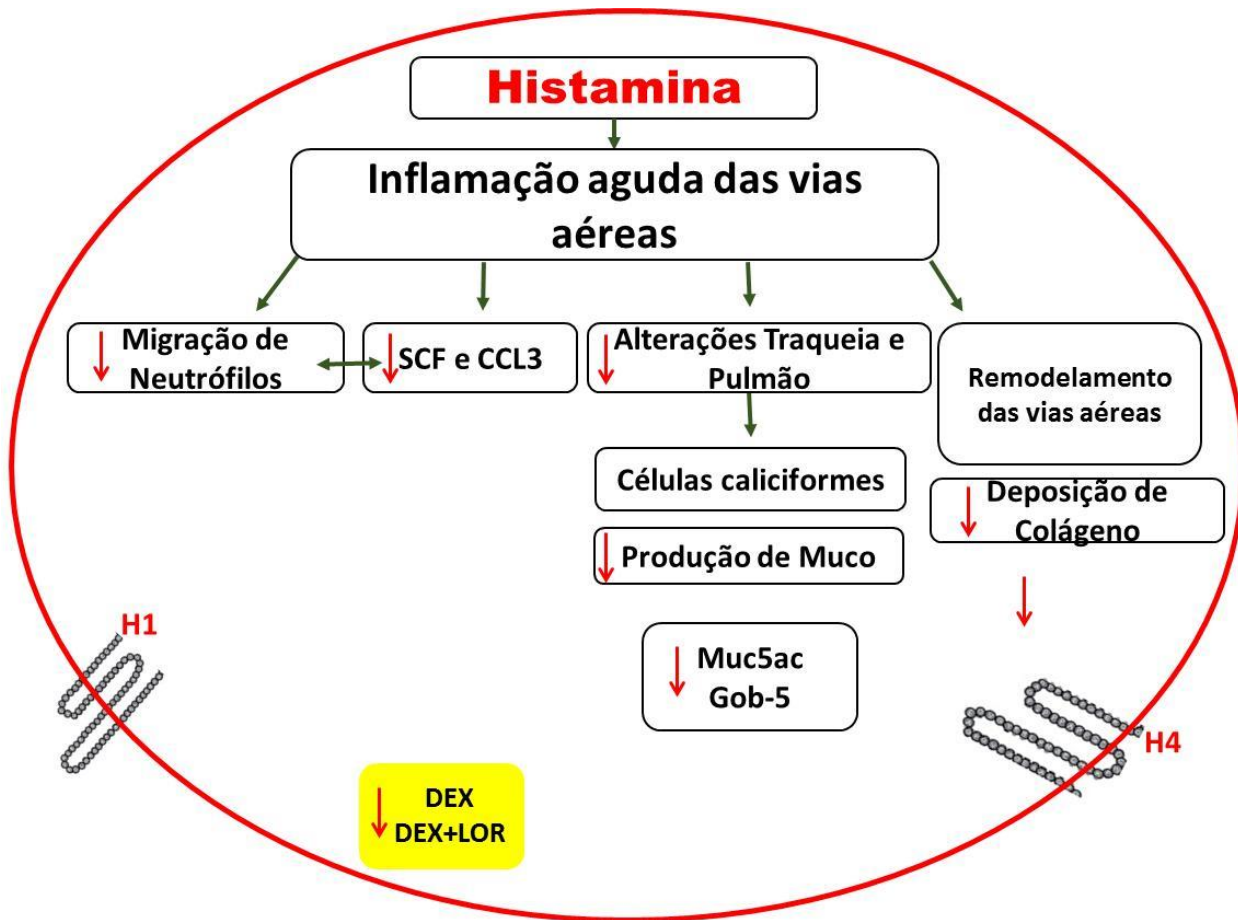 Histamina
Inflamação aguda das vias
aéreas
Migração de
Neutrófilos
SCF e CCL3
Alterações Traqueia e
Pulmão
Remodelamento
das vias aéreas
Células caliciformes
Deposição de
Colágeno
Produção de Muco
H1
Muc5ac
Gob-5
H4
DEX
DEX+LOR